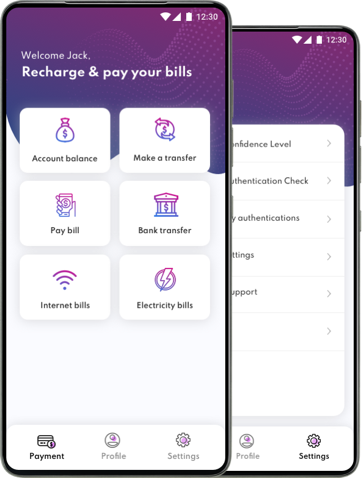 12:30
Welcome Jack,
Recharge & pay your bills
Account balance
Make a transfer
Pay bill
Bank transfer
Internet bills
Electricity bills
Payment
Profile
Settings
12:30
onfidence Level
uthentication Check
y authentications
ttings
upport
Profile
Settings